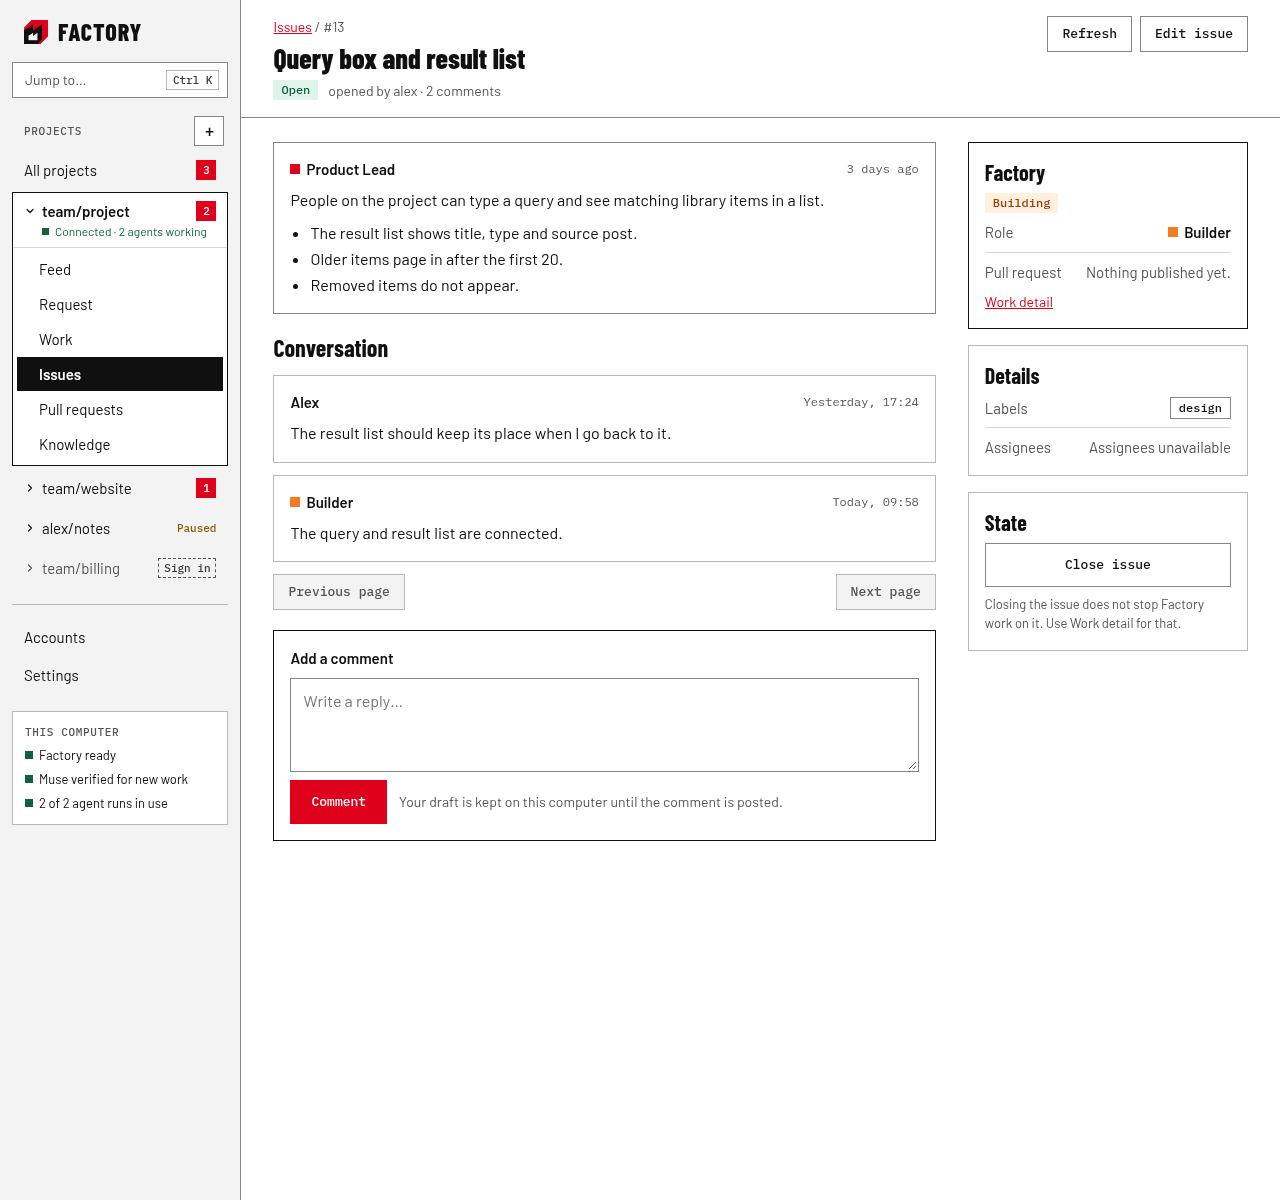 FACTORY
Jump to… Ctrl K
PROJECTS +
All projects 3
team/project 2
Connected · 2 agents working
Feed
Request
Work
Issues
Pull requests
Knowledge
team/website 1
alex/notes Paused
team/billing Sign in
Accounts
Settings
THIS COMPUTER
Factory ready
Muse verified for new work
2 of 2 agent runs in use
Issues / #13
Query box and result list
Open opened by alex · 2 comments
Refresh Edit issue
Product Lead 3 days ago
People on the project can type a query and see matching library items in a list.
• The result list shows title, type and source post.
• Older items page in after the first 20.
• Removed items do not appear.
Conversation
Alex Yesterday, 17:24
The result list should keep its place when I go back to it.
Builder Today, 09:58
The query and result list are connected.
Previous page Next page
Add a comment
Write a reply…
Comment Your draft is kept on this computer until the comment is posted.
Factory
Building
Role Builder
Pull request Nothing published yet.
Work detail
Details
Labels design
Assignees Assignees unavailable
State
Close issue
Closing the issue does not stop Factory
work on it. Use Work detail for that.